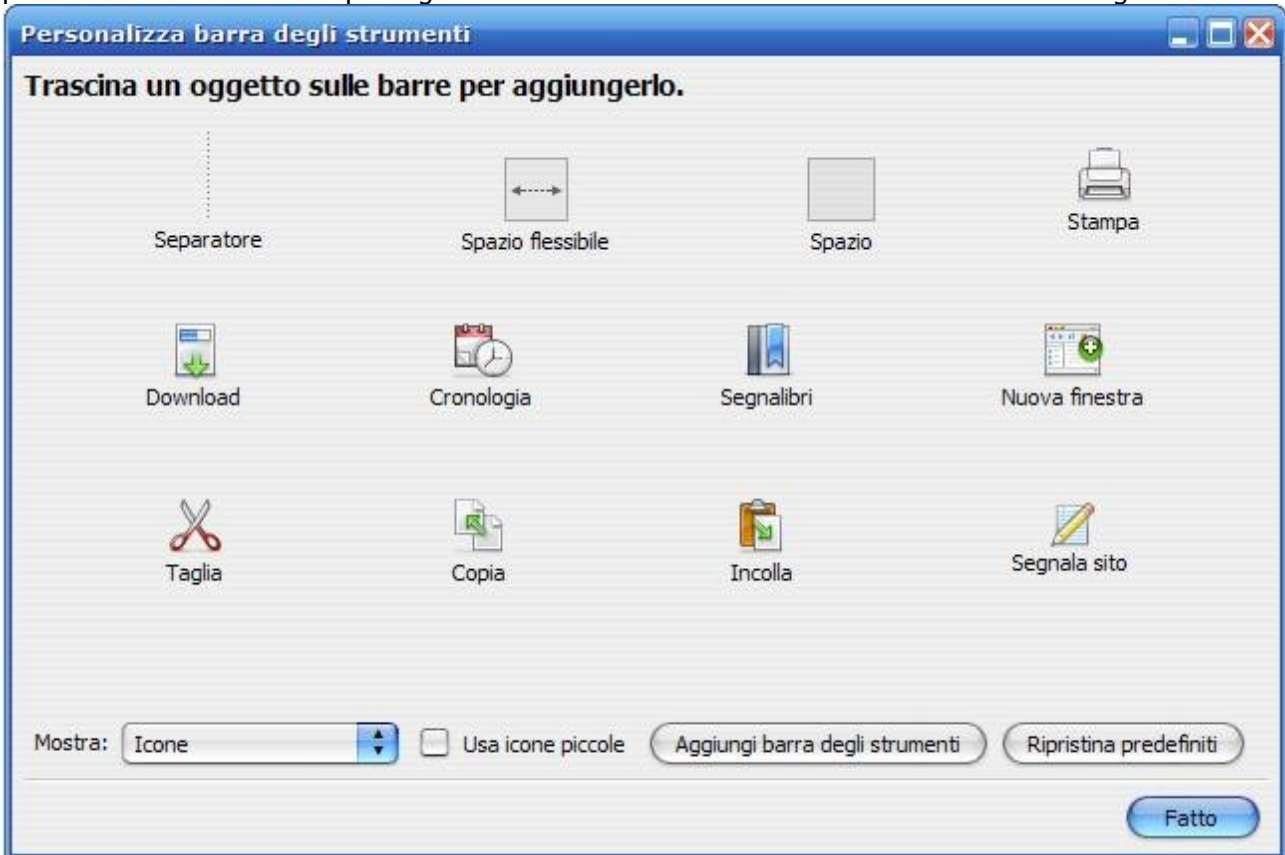 Personalizza barra degli strumenti
Trascina un oggetto sulle barre per aggiungerlo.
Separatore
Spazio flessibile
Spazio
Stampa
Download
Cronologia
Segnalibri
Nuova finestra
Taglia
Copia
Incolla
Segnala sito
Mostra: Icone Usa icone piccole Aggiungi barra degli strumenti Ripristina predefiniti
Fatto